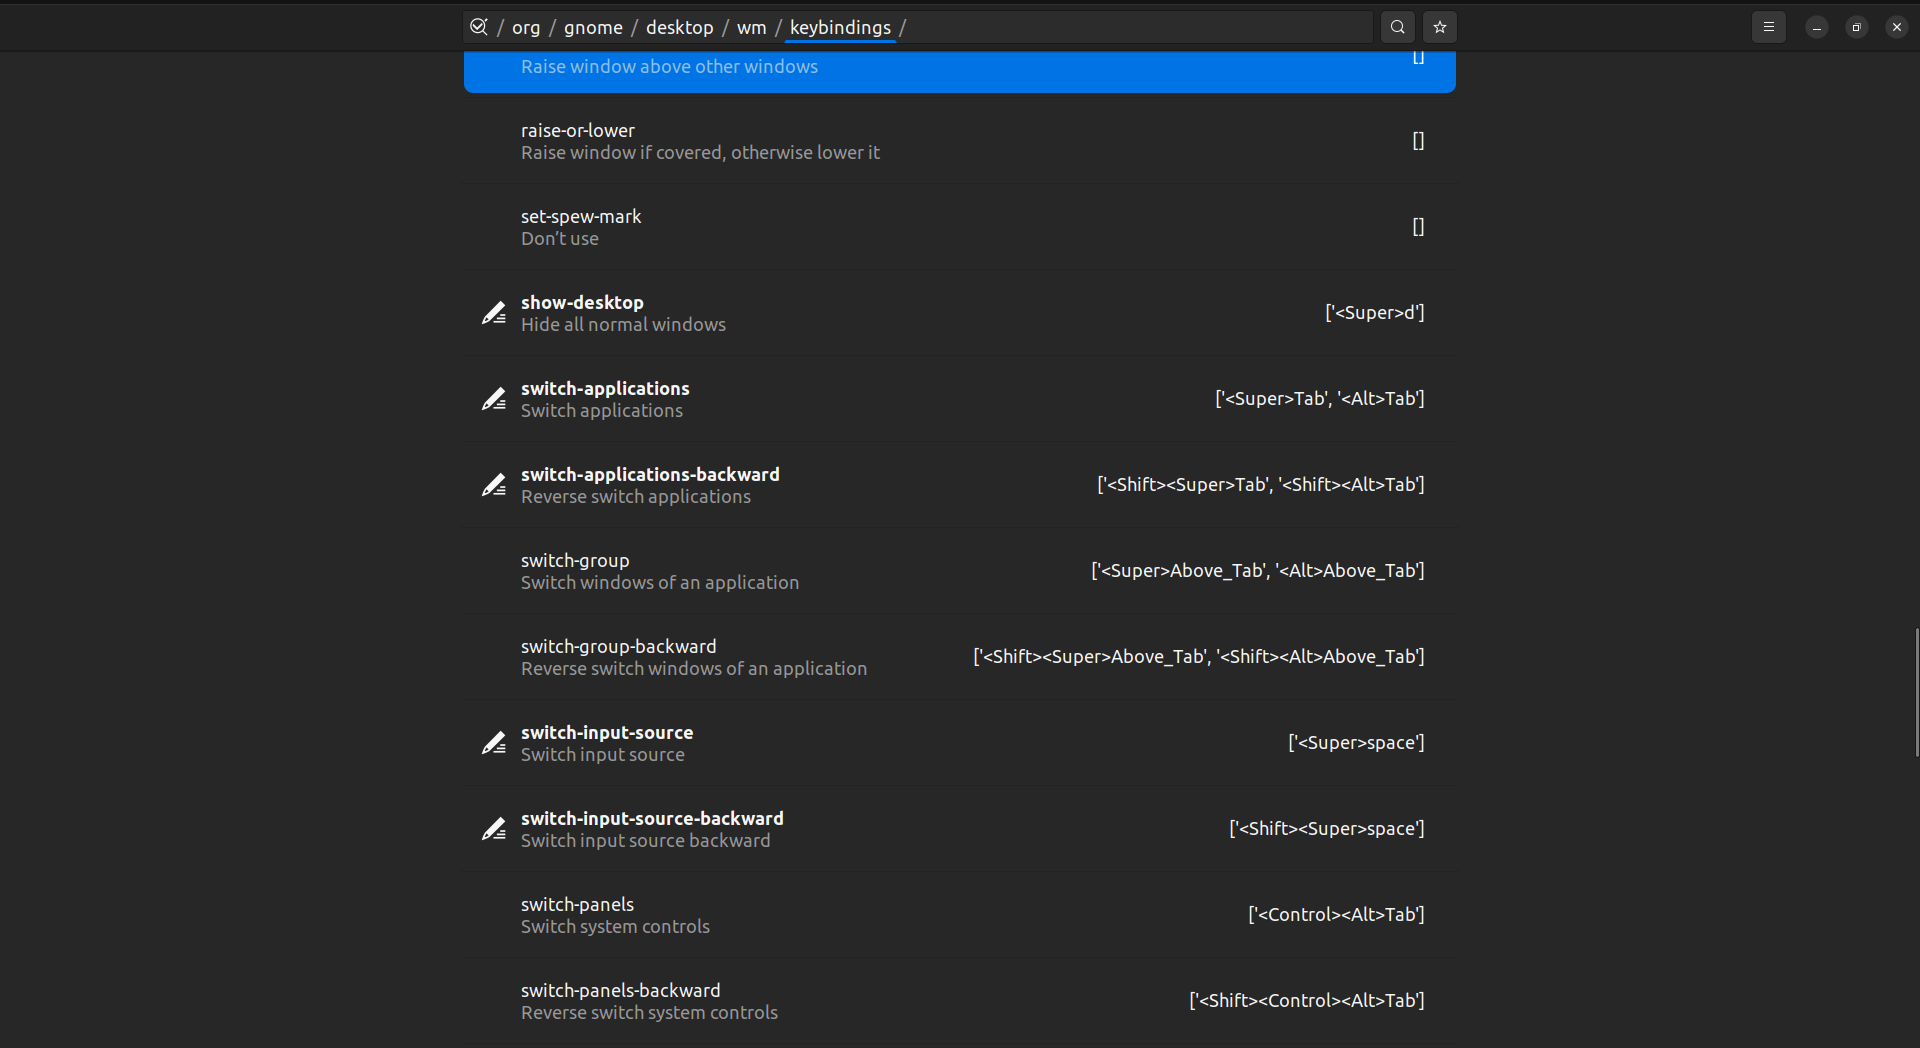 / org / gnome / desktop / wm / keybindings /
Raise window above other windows []
raise-or-lower
Raise window if covered, otherwise lower it []
set-spew-mark
Don’t use []
show-desktop
Hide all normal windows ['<Super>d']
switch-applications
Switch applications ['<Super>Tab', '<Alt>Tab']
switch-applications-backward
Reverse switch applications ['<Shift><Super>Tab', '<Shift><Alt>Tab']
switch-group
Switch windows of an application ['<Super>Above_Tab', '<Alt>Above_Tab']
switch-group-backward
Reverse switch windows of an application ['<Shift><Super>Above_Tab', '<Shift><Alt>Above_Tab']
switch-input-source
Switch input source ['<Super>space']
switch-input-source-backward
Switch input source backward ['<Shift><Super>space']
switch-panels
Switch system controls ['<Control><Alt>Tab']
switch-panels-backward
Reverse switch system controls ['<Shift><Control><Alt>Tab']